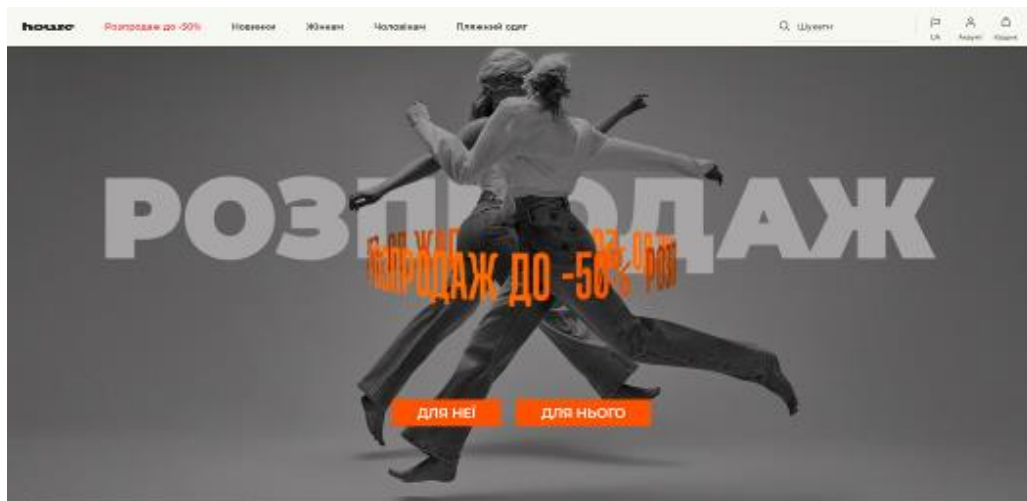 house
Розпродаж до -50%
Новинки
Жінкам
Чоловікам
Пляжний одяг
Шукати
UA
Акаунт
Кошик
РОЗПРОДАЖ
РОЗПРОДАЖ ДО -50%
ДЛЯ НЕЇ
ДЛЯ НЬОГО